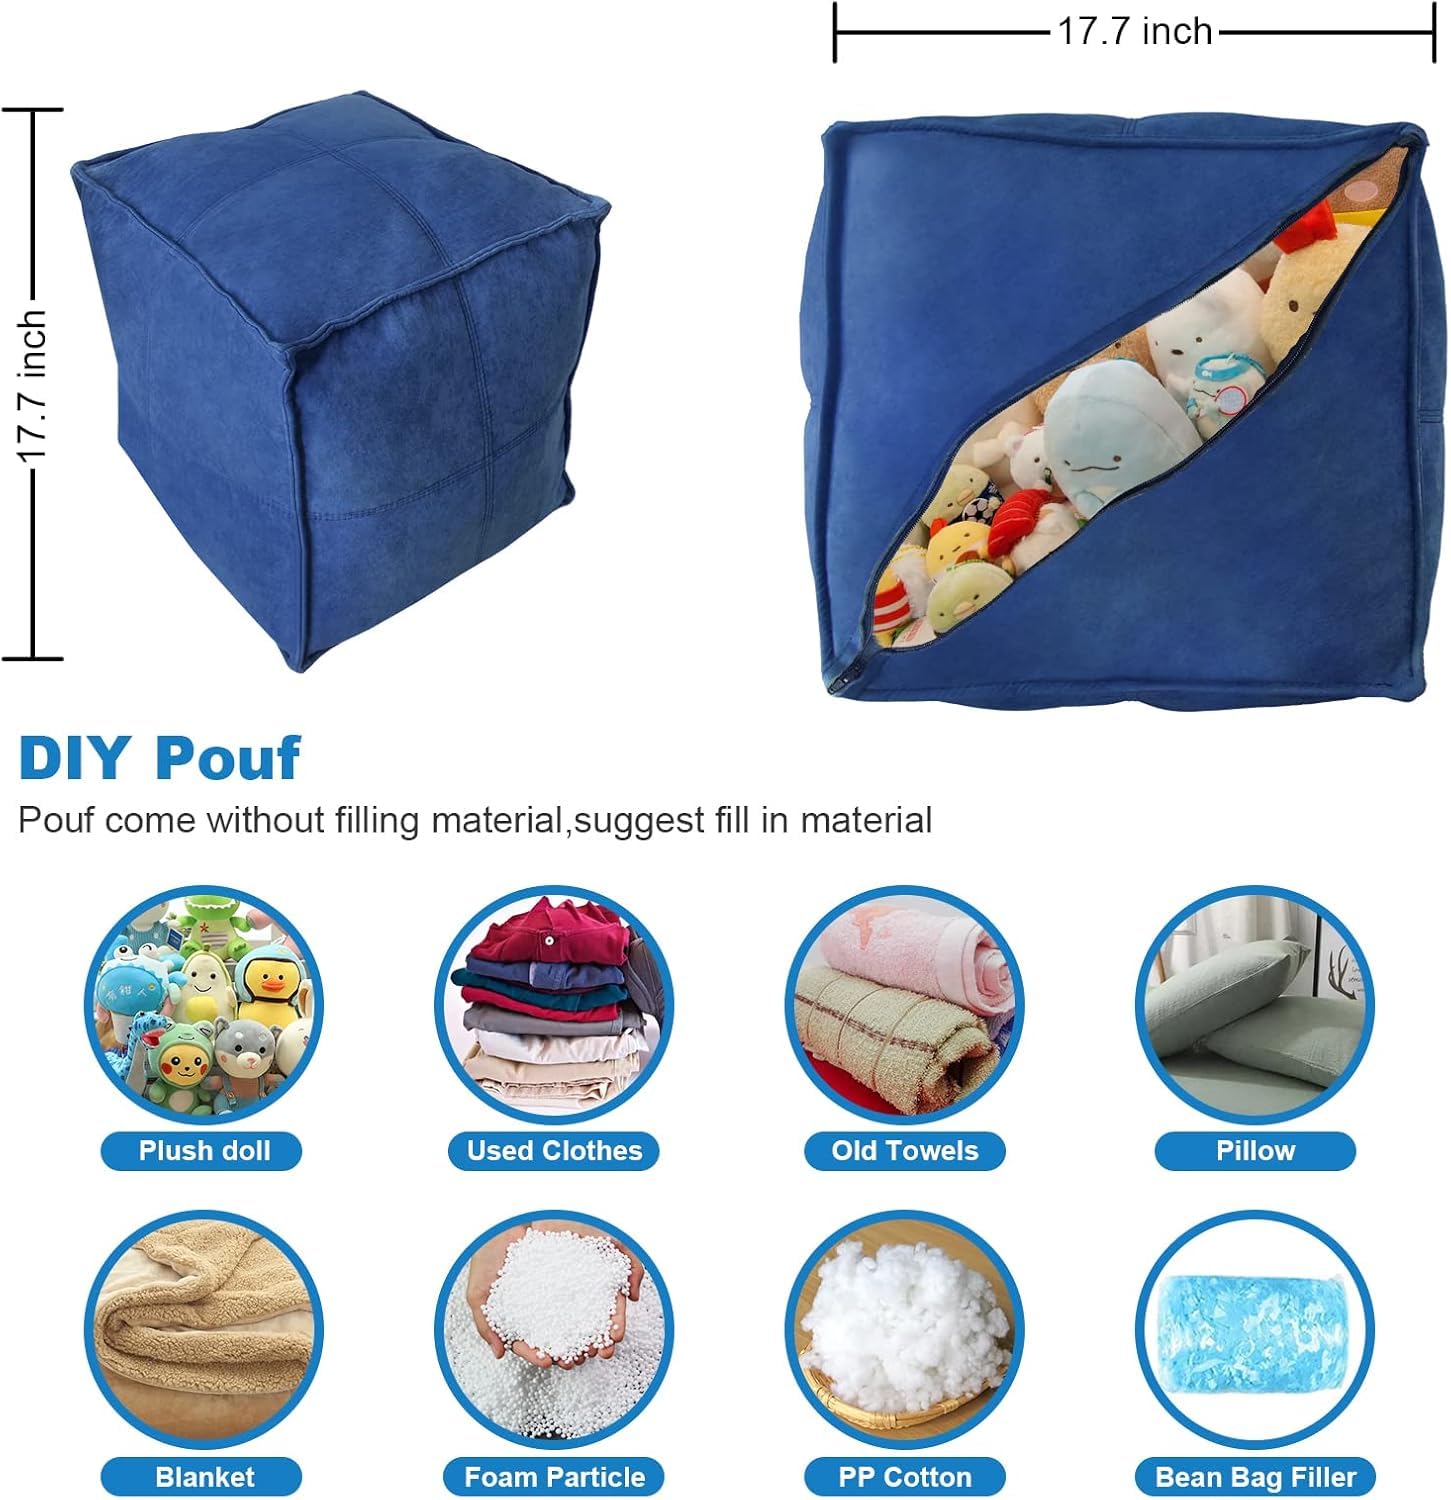 17.7 inch
17.7 inch
DIY Pouf
Pouf come without filling material,suggest fill in material
Plush doll
Used Clothes
Old Towels
Pillow
Blanket
Foam Particle
PP Cotton
Bean Bag Filler